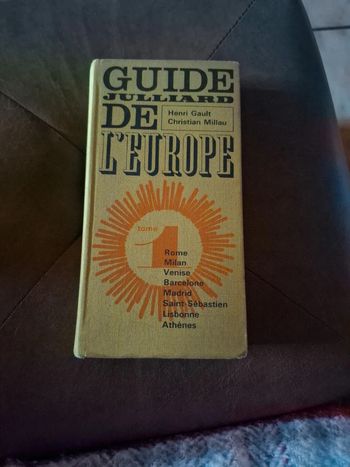 GUIDE
JULLIARD
DE
Henri Gault
Christian Millau
L'EUROPE
tome
1
Rome
Milan
Venise
Barcelone
Madrid
Saint-Sébastien
Lisbonne
Athènes